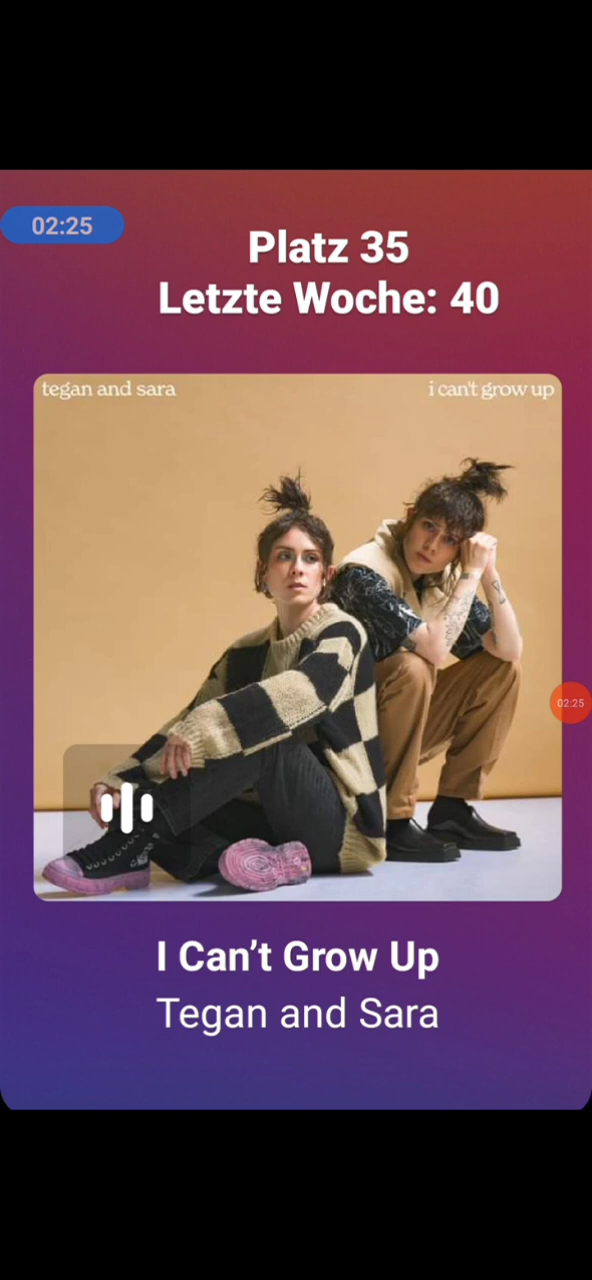 02:25
Platz 35
Letzte Woche: 40
tegan and sara
i can't grow up
02:25
I Can’t Grow Up
Tegan and Sara